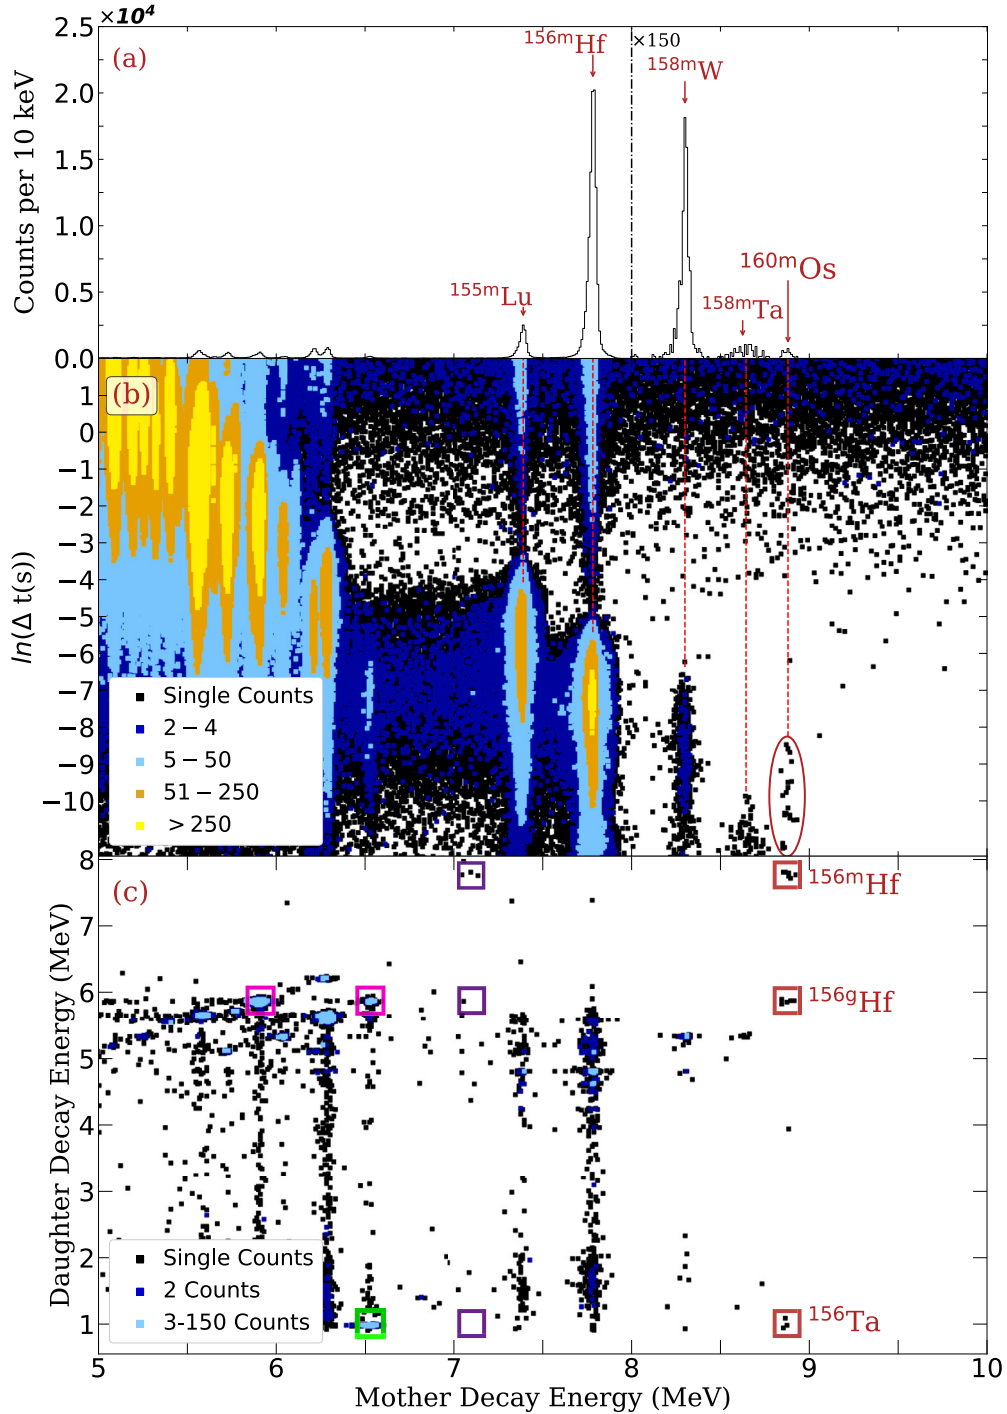 ×10⁴
2.5
2.0
1.5
1.0
0.5
0.0
Counts per 10 keV
(a)
¹⁵⁶ᵐHf
×150
¹⁵⁸ᵐW
¹⁶⁰ᵐOs
¹⁵⁵ᵐLu
¹⁵⁸ᵐTa
(b)
1
0
−1
−2
−3
−4
−5
−6
−7
−8
−9
−10
ln(Δ t(s))
Single Counts
2 − 4
5 − 50
51 − 250
> 250
(c)
8
7
6
5
4
3
2
1
Daughter Decay Energy (MeV)
¹⁵⁶ᵐHf
¹⁵⁶ᵍHf
¹⁵⁶Ta
Single Counts
2 Counts
3-150 Counts
5 6 7 8 9 10
Mother Decay Energy (MeV)